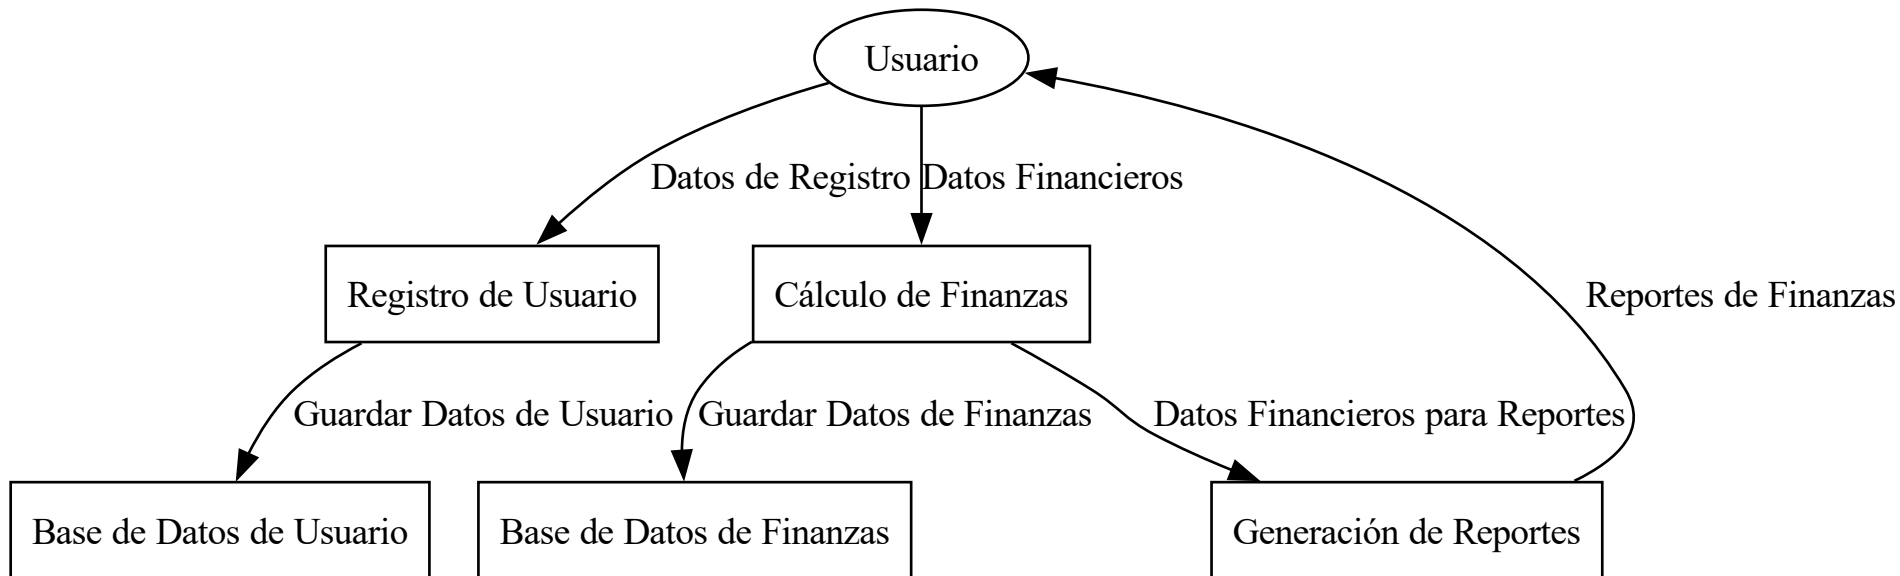 Usuario
Datos de Registro
Datos Financieros
Registro de Usuario
Cálculo de Finanzas
Reportes de Finanzas
Guardar Datos de Usuario
Guardar Datos de Finanzas
Datos Financieros para Reportes
Base de Datos de Usuario
Base de Datos de Finanzas
Generación de Reportes